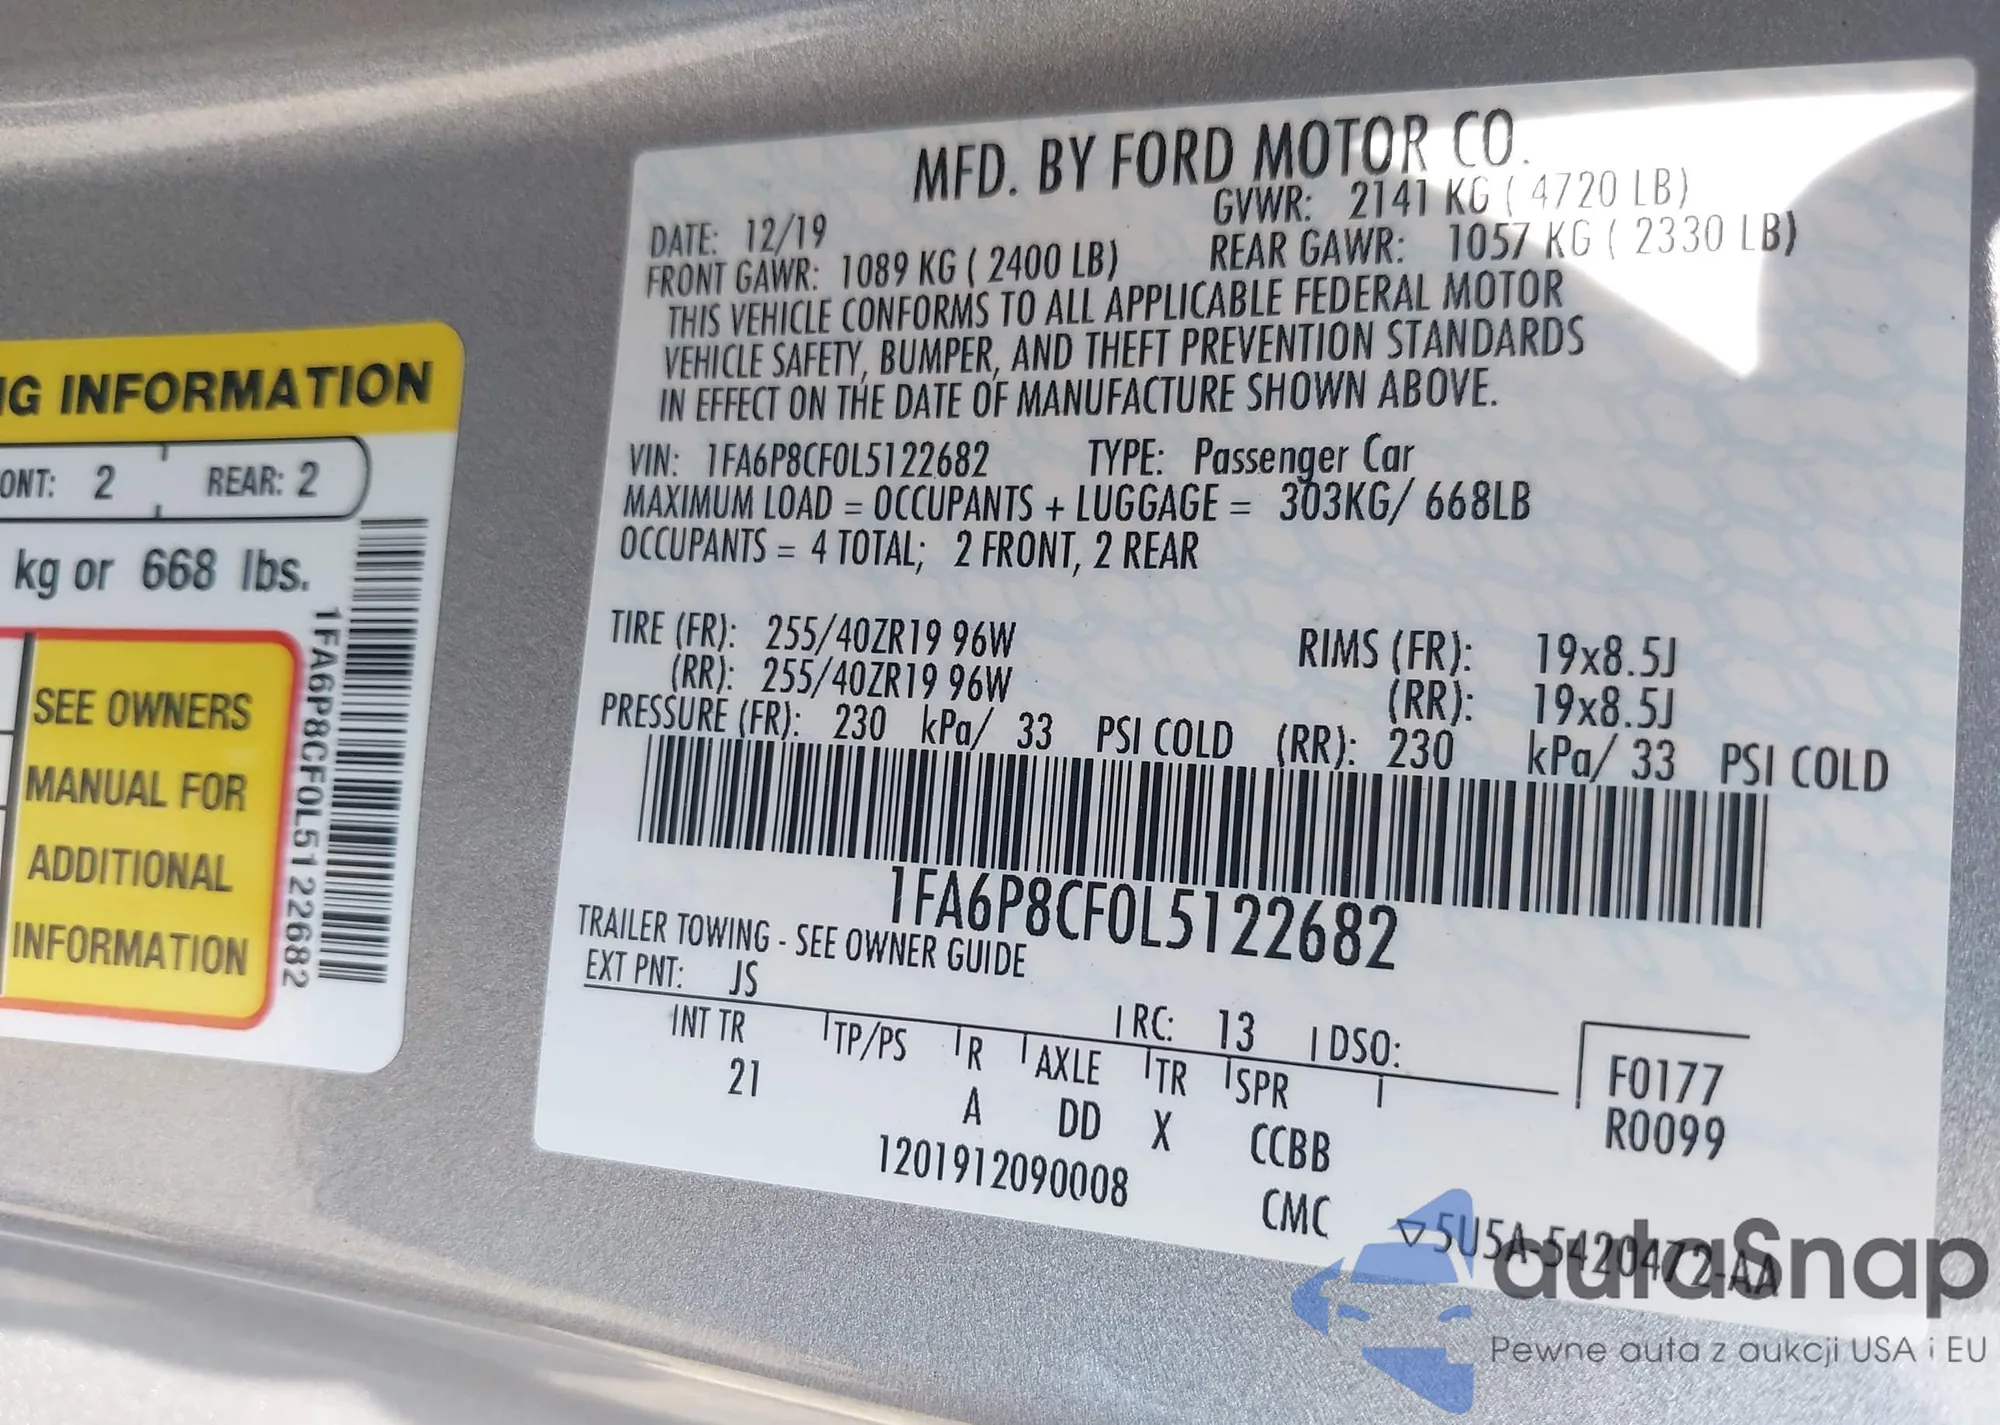 NG INFORMATION
ONT: 2 REAR: 2
kg or 668 lbs.
SEE OWNERS
MANUAL FOR
ADDITIONAL
INFORMATION
1FA6P8CF0L5122682
MFD. BY FORD MOTOR CO.
DATE: 12/19 GVWR: 2141 KG ( 4720 LB)
FRONT GAWR: 1089 KG ( 2400 LB) REAR GAWR: 1057 KG ( 2330 LB)
THIS VEHICLE CONFORMS TO ALL APPLICABLE FEDERAL MOTOR
VEHICLE SAFETY, BUMPER, AND THEFT PREVENTION STANDARDS
IN EFFECT ON THE DATE OF MANUFACTURE SHOWN ABOVE.
VIN: 1FA6P8CF0L5122682 TYPE: Passenger Car
MAXIMUM LOAD = OCCUPANTS + LUGGAGE = 303KG/ 668LB
OCCUPANTS = 4 TOTAL; 2 FRONT, 2 REAR
TIRE (FR): 255/40ZR19 96W RIMS (FR): 19x8.5J
(RR): 255/40ZR19 96W (RR): 19x8.5J
PRESSURE (FR): 230 kPa/ 33 PSI COLD (RR): 230 kPa/ 33 PSI COLD
1FA6P8CF0L5122682
TRAILER TOWING - SEE OWNER GUIDE
EXT PNT: JS RC: 13 DSO:
INT TR TP/PS R AXLE TR SPR
21 A DD X CCBB
F0177
R0099
1201912090008 CMC
▽5U5A-5420472-AA
autaSnap
Pewne auta z aukcji USA i EU